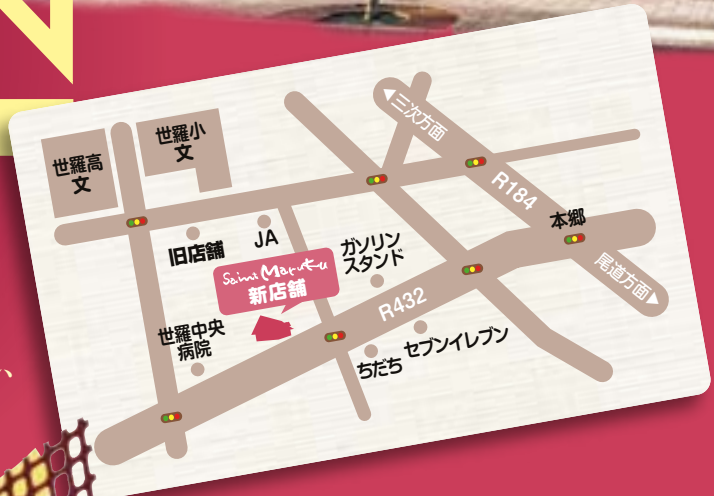 ◀三次方面
世羅小
文
世羅高
文
R184
本郷
旧店舗
JA
ガソリン
スタンド
Saint Maruku
新店舗
尾道方面▶
R432
世羅中央
病院
セブンイレブン
ちだち